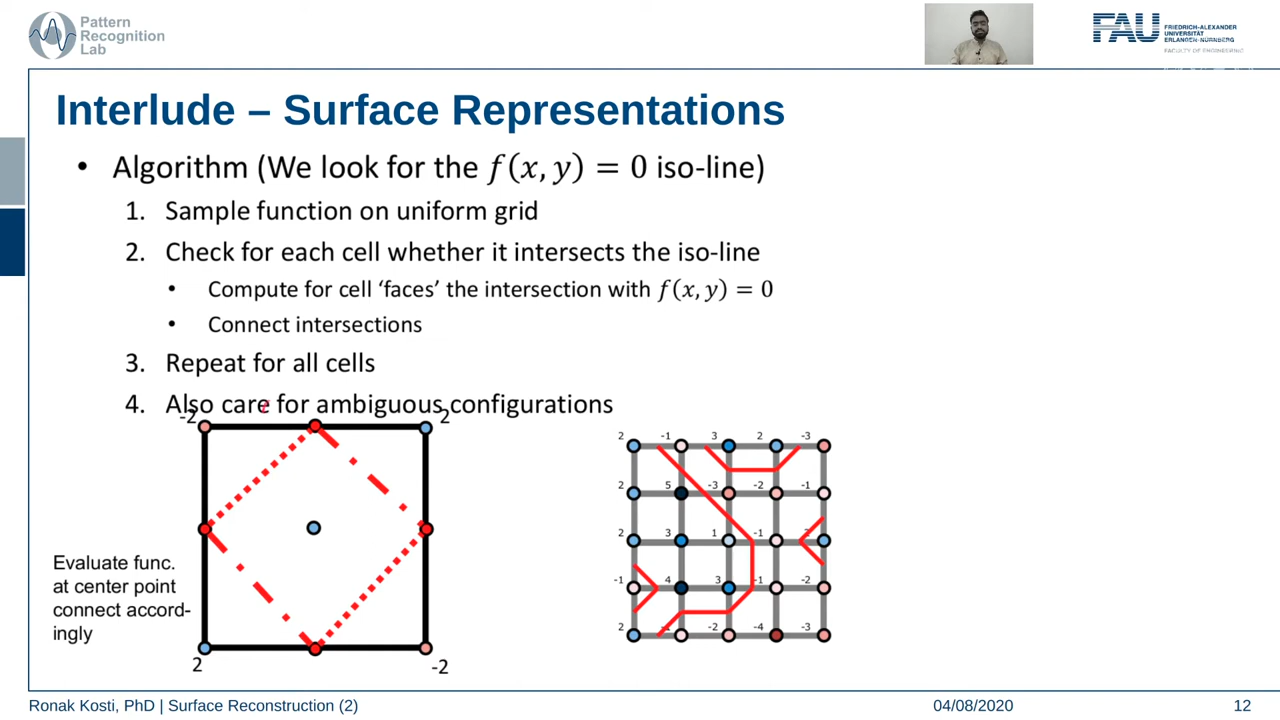 Pattern
Recognition
Lab
FAU
FRIEDRICH-ALEXANDER
UNIVERSITÄT
ERLANGEN-NÜRNBERG
FACULTY OF ENGINEERING
Interlude – Surface Representations
• Algorithm (We look for the f(x, y) = 0 iso-line)
1. Sample function on uniform grid
2. Check for each cell whether it intersects the iso-line
• Compute for cell ‘faces’ the intersection with f(x, y) = 0
• Connect intersections
3. Repeat for all cells
4. Also care for ambiguous configurations
-2 2
Evaluate func.
at center point
connect accord-
ingly
2 -2
2 -1 3 2 -3
2 5 -3 -2 -1
2 3 1 -1
-1 4 3 -1 -2
2 -2 -4 -3
Ronak Kosti, PhD | Surface Reconstruction (2)
04/08/2020
12